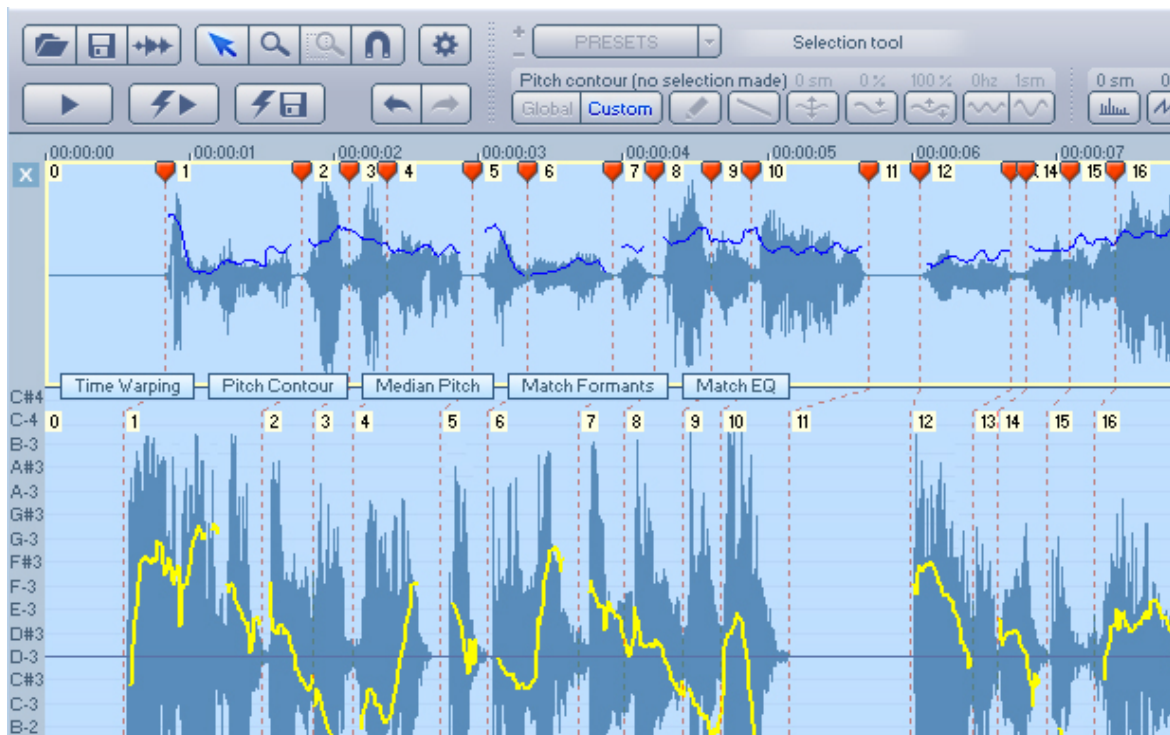 PRESETS Selection tool
Pitch contour (no selection made) 0 sm 0 % 100 % 0hz 1sm 0 sm
Global Custom
00:00:00 00:00:01 00:00:02 00:00:03 00:00:04 00:00:05 00:00:06 00:00:07
X 0 1 2 3 4 5 6 7 8 9 10 11 12 14 15 16
Time Warping Pitch Contour Median Pitch Match Formants Match EQ
C#4
C-4 0 1 2 3 4 5 6 7 8 9 10 11 12 13 14 15 16
B-3
A#3
A-3
G#3
G-3
F#3
F-3
E-3
D#3
D-3
C#3
C-3
B-2